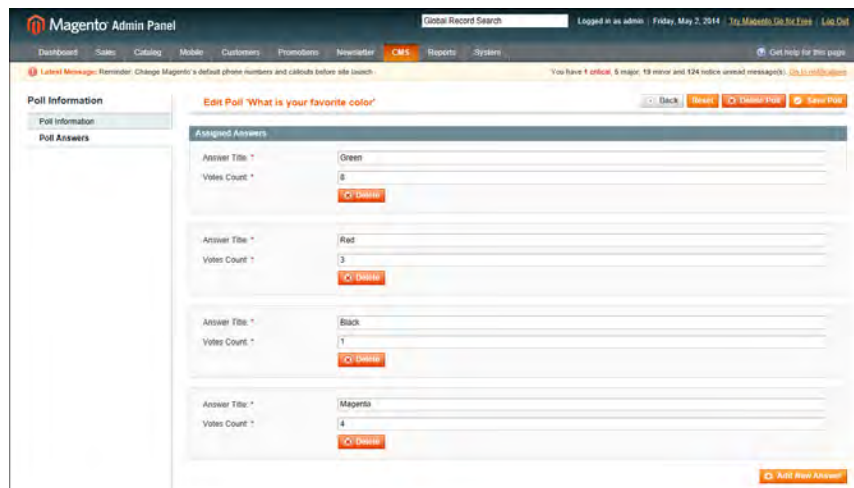 Magento Admin Panel
Global Record Search
Logged in as admin | Friday, May 2, 2014 | Try Magento Go for Free | Log Out
Dashboard Sales Catalog Mobile Customers Promotions Newsletter CMS Reports System
Get help for this page
Latest Message: Reminder: Change Magento's default phone numbers and callouts before site launch
You have 1 critical, 5 major, 19 minor and 124 notice unread message(s). Go to notifications
Poll Information
Poll Information
Poll Answers
Edit Poll 'What is your favorite color'
Back Reset Delete Poll Save Poll
Assigned Answers
Answer Title * Green
Votes Count * 8
Delete
Answer Title * Red
Votes Count * 3
Delete
Answer Title * Black
Votes Count * 1
Delete
Answer Title * Magenta
Votes Count * 4
Delete
Add New Answer